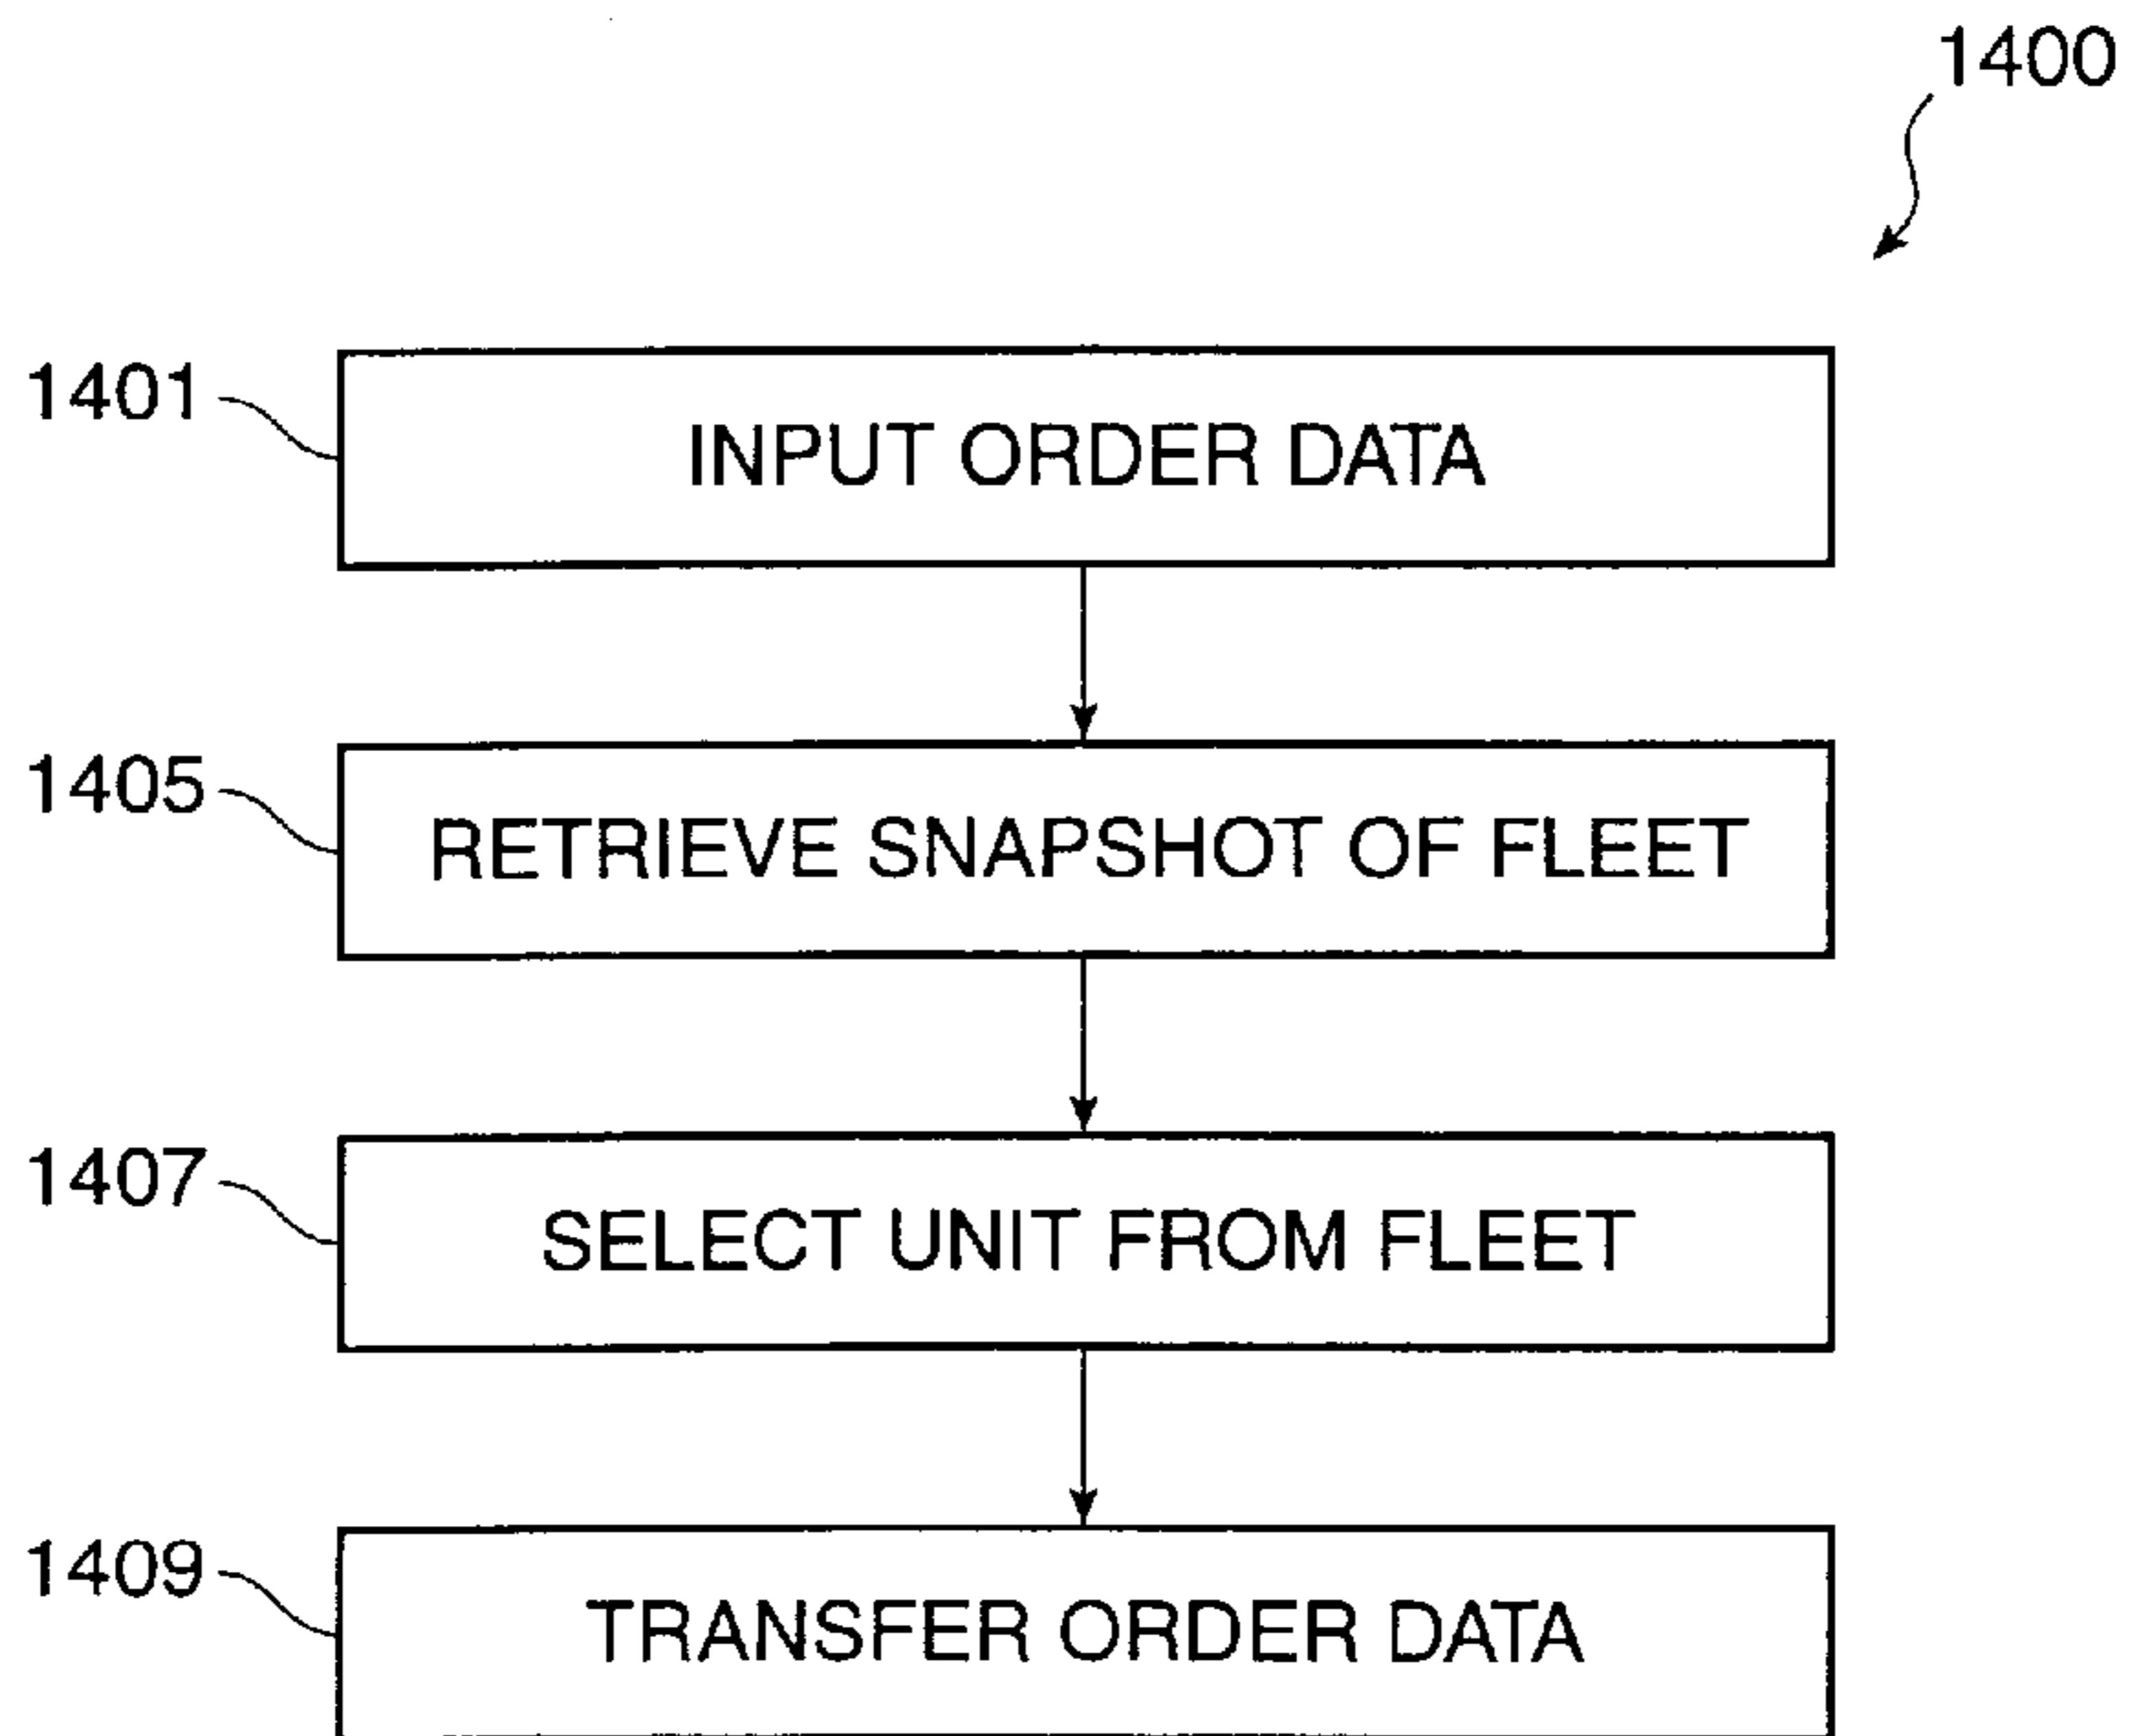 1400
1401
INPUT ORDER DATA
1405
RETRIEVE SNAPSHOT OF FLEET
1407
SELECT UNIT FROM FLEET
1409
TRANSFER ORDER DATA